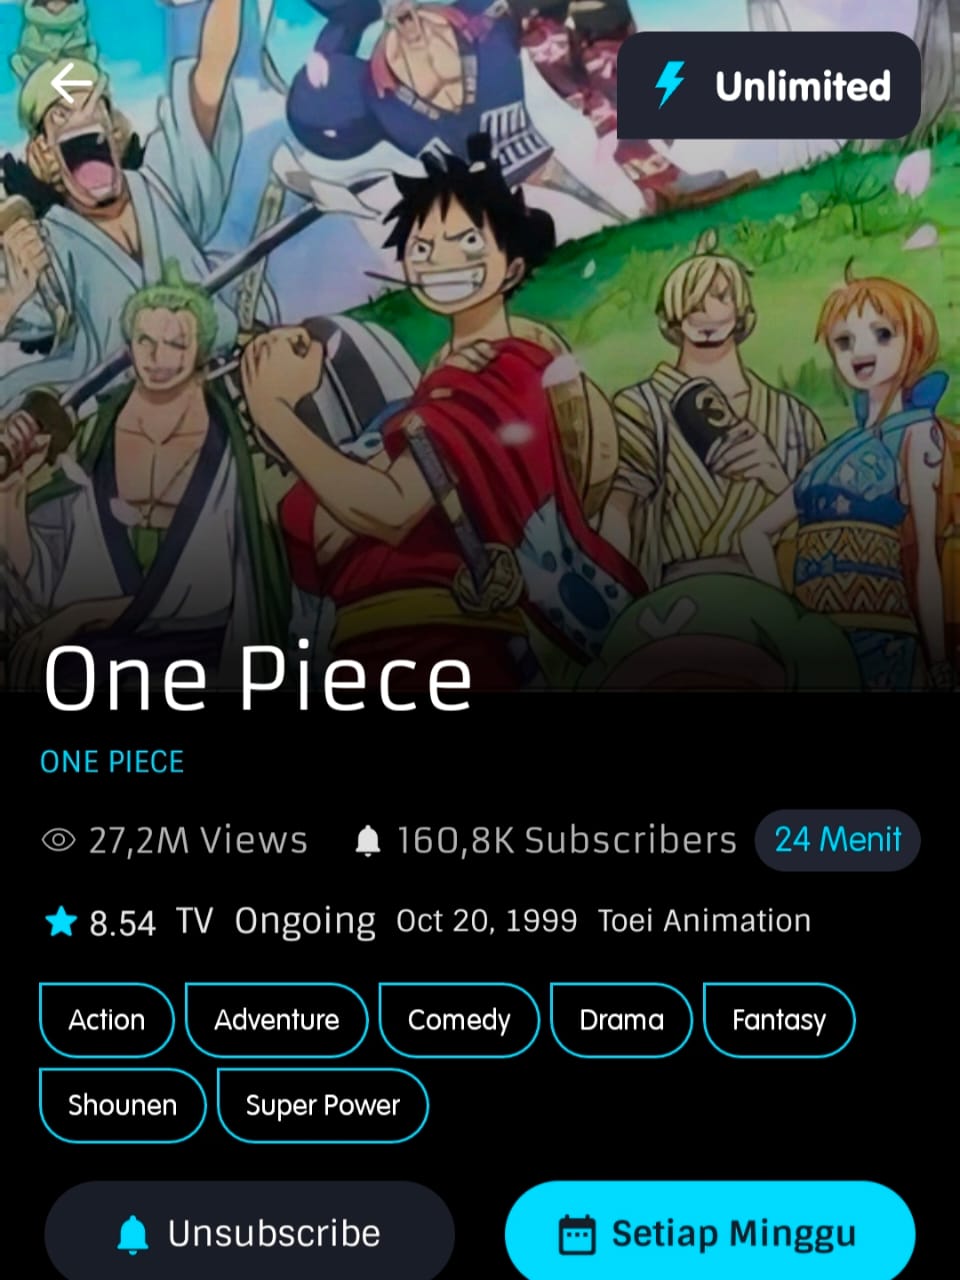 Unlimited
One Piece
ONE PIECE
27,2M Views 160,8K Subscribers 24 Menit
8.54 TV Ongoing Oct 20, 1999 Toei Animation
Action Adventure Comedy Drama Fantasy
Shounen Super Power
Unsubscribe Setiap Minggu